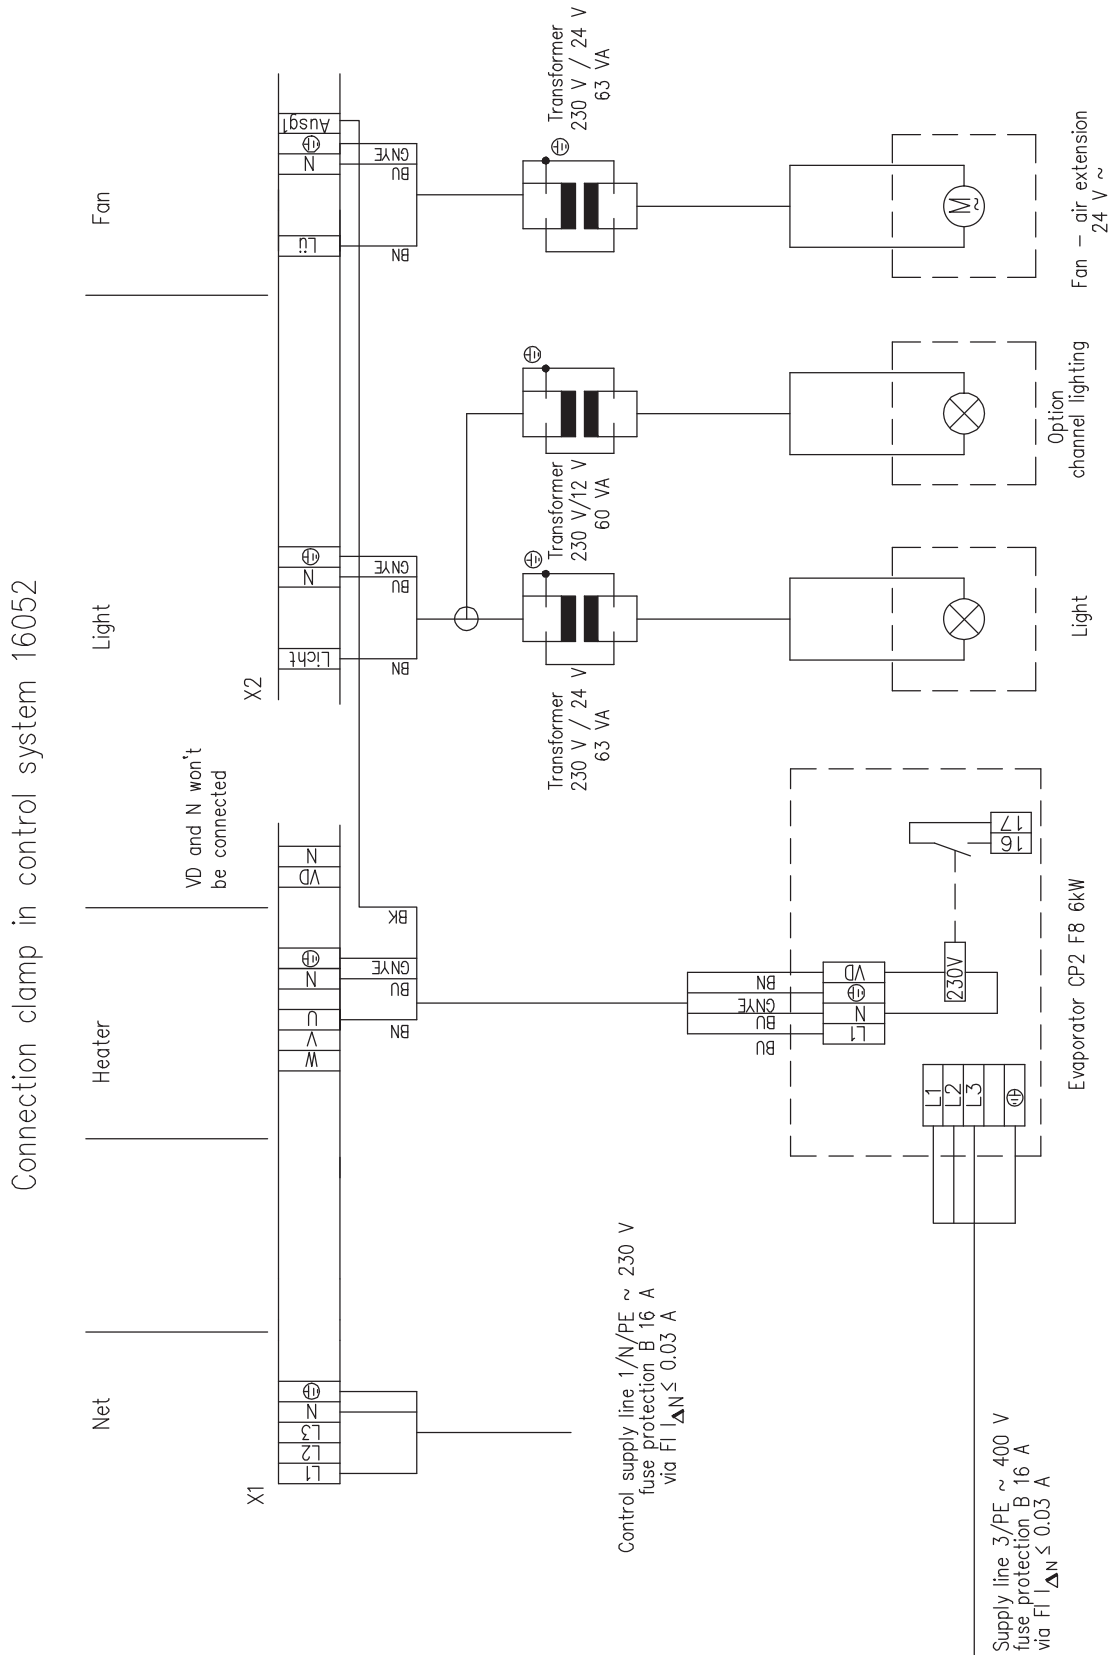 Connection clamp in control system 16052
Net
Heater
Light
Fan
VD and N won't
be connected
X1
X2
L1
L2
L3
N
W
V
U
N
VD
N
Licht
N
Lü
N
Ausg1
BN
BU
GNYE
BK
BN
BU
GNYE
BN
BU
GNYE
Transformer
230 V / 24 V
63 VA
Transformer
230 V/12 V
60 VA
Transformer
230 V / 24 V
63 VA
Control supply line 1/N/PE ~ 230 V
fuse protection B 16 A
via FI I ΔN ≤ 0.03 A
BU
BU
GNYE
BN
L1
N
VD
230V
16
17
L1
L2
L3
M
~
Evaporator CP2 F8 6kW
Light
Option
channel lighting
Fan – air extension
24 V ~
Supply line 3/PE ~ 400 V
fuse protection B 16 A
via FI I ΔN ≤ 0.03 A